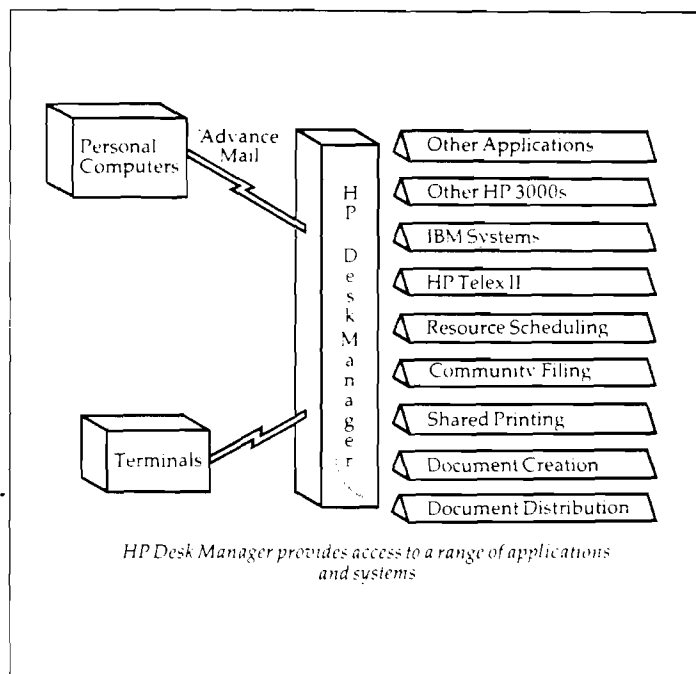 Personal
Computers
Advance
Mail
HP Desk Manager
Terminals
Other Applications
Other HP 3000s
IBM Systems
HP Telex II
Resource Scheduling
Community Filing
Shared Printing
Document Creation
Document Distribution
HP Desk Manager provides access to a range of applications
and systems